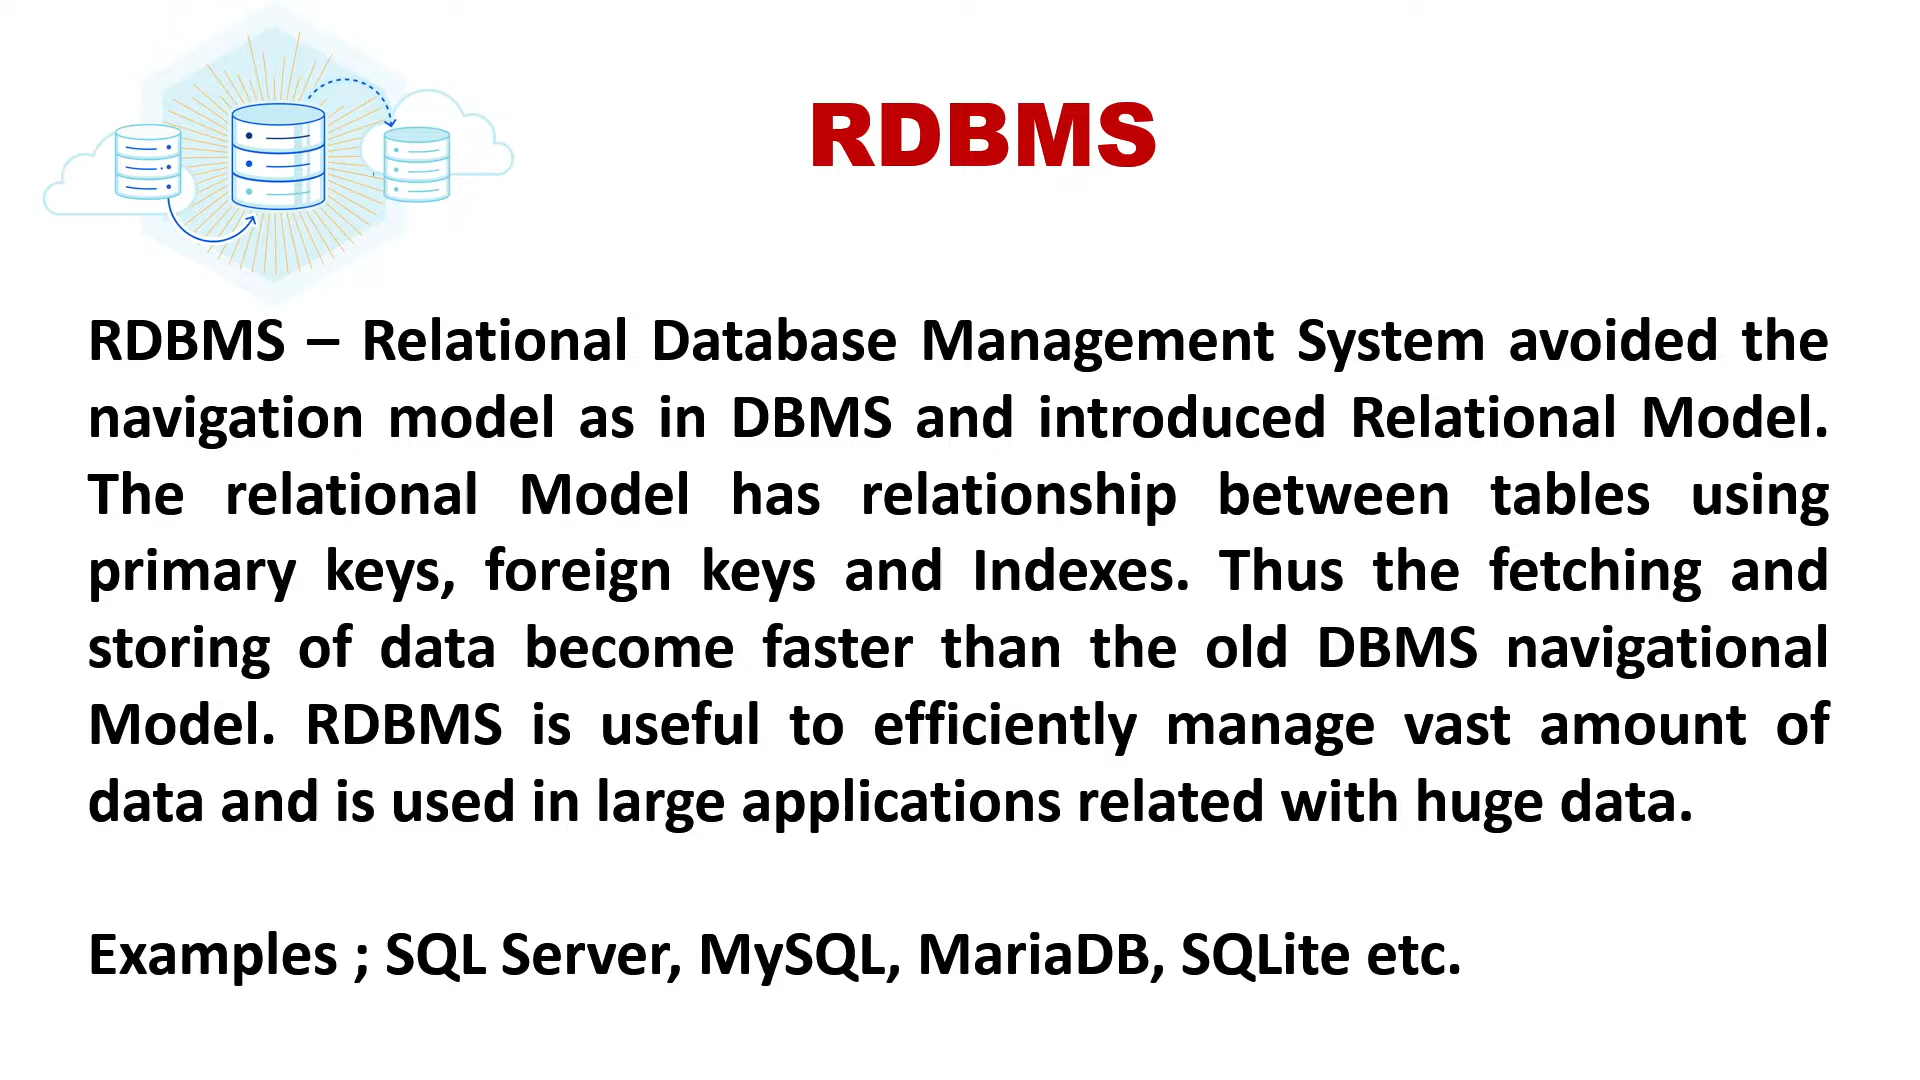 RDBMS
RDBMS – Relational Database Management System avoided the
navigation model as in DBMS and introduced Relational Model.
The relational Model has relationship between tables using
primary keys, foreign keys and Indexes. Thus the fetching and
storing of data become faster than the old DBMS navigational
Model. RDBMS is useful to efficiently manage vast amount of
data and is used in large applications related with huge data.
Examples ; SQL Server, MySQL, MariaDB, SQLite etc.